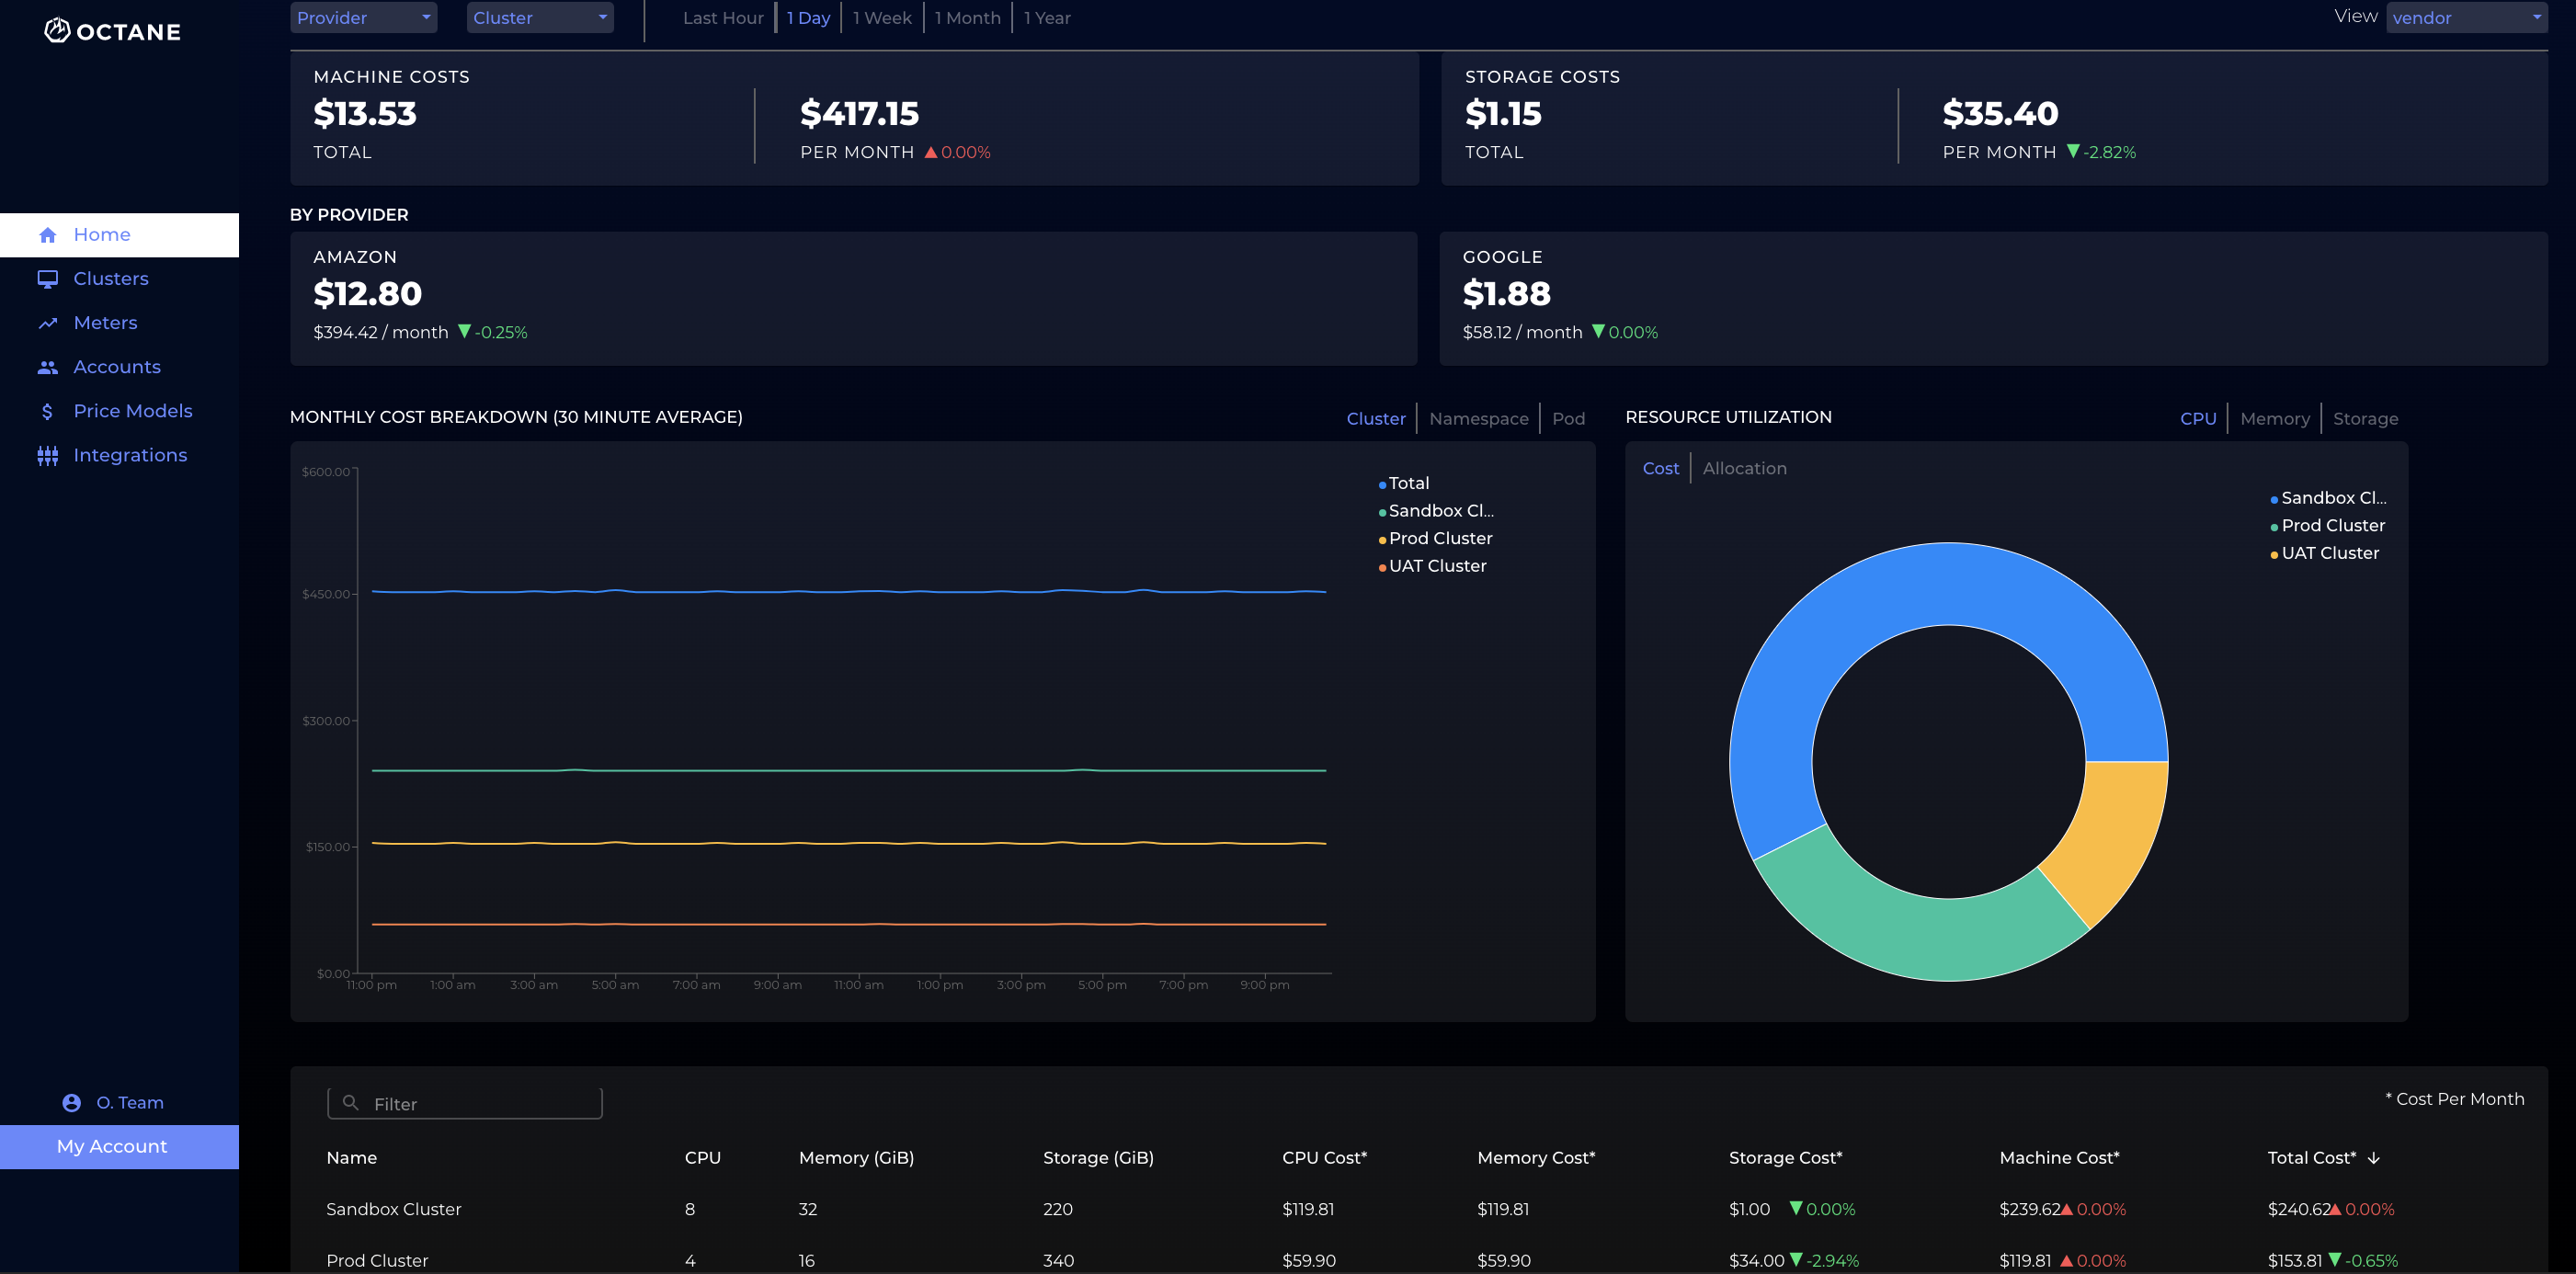 OCTANE
Provider Cluster Last Hour 1 Day 1 Week 1 Month 1 Year View vendor
Home
Clusters
Meters
Accounts
Price Models
Integrations
O. Team
My Account
MACHINE COSTS
$13.53
TOTAL
$417.15
PER MONTH ▲0.00%
STORAGE COSTS
$1.15
TOTAL
$35.40
PER MONTH ▼-2.82%
BY PROVIDER
AMAZON
$12.80
$394.42 / month ▼-0.25%
GOOGLE
$1.88
$58.12 / month ▼0.00%
MONTHLY COST BREAKDOWN (30 MINUTE AVERAGE)
Cluster Namespace Pod
$600.00
$450.00
$300.00
$150.00
$0.00
11:00 pm 1:00 am 3:00 am 5:00 am 7:00 am 9:00 am 11:00 am 1:00 pm 3:00 pm 5:00 pm 7:00 pm 9:00 pm
Total
Sandbox Cl...
Prod Cluster
UAT Cluster
RESOURCE UTILIZATION
CPU Memory Storage
Cost Allocation
Sandbox Cl...
Prod Cluster
UAT Cluster
Filter
* Cost Per Month
Name CPU Memory (GiB) Storage (GiB) CPU Cost* Memory Cost* Storage Cost* Machine Cost* Total Cost* ↓
Sandbox Cluster 8 32 220 $119.81 $119.81 $1.00 ▼0.00% $239.62▲0.00% $240.62▲0.00%
Prod Cluster 4 16 340 $59.90 $59.90 $34.00▼-2.94% $119.81 ▲0.00% $153.81▼-0.65%